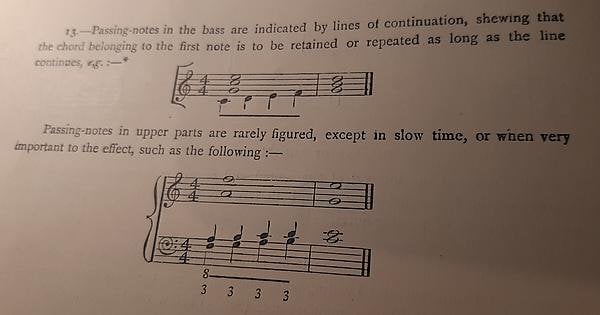 13.—Passing-notes in the bass are indicated by lines of continuation, shewing that
the chord belonging to the first note is to be retained or repeated as long as the line
continues, e.g. :—*
4
4
Passing-notes in upper parts are rarely figured, except in slow time, or when very
important to the effect, such as the following :—
4
4
4
4
8
3 3 3 3